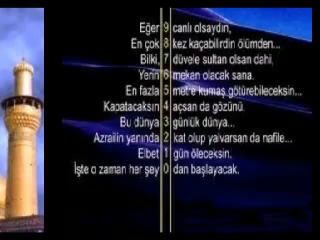 Eğer 9 canlı olsaydın,
En çok 8 kez kaçabilirdin ölümden...
Bilki, 7 düvele sultan olsan dahi,
Yerin 6 mekan olacak sana.
En fazla 5 metre kumaş götürebileceksin...
Kapatacaksın 4 açsan da gözünü.
Bu dünya 3 günlük dünya...
Azrailin yanında 2 kat olup yalvarsan da nafile...
Elbet 1 gün öleceksin.
İşte o zaman her şey 0 dan başlayacak.